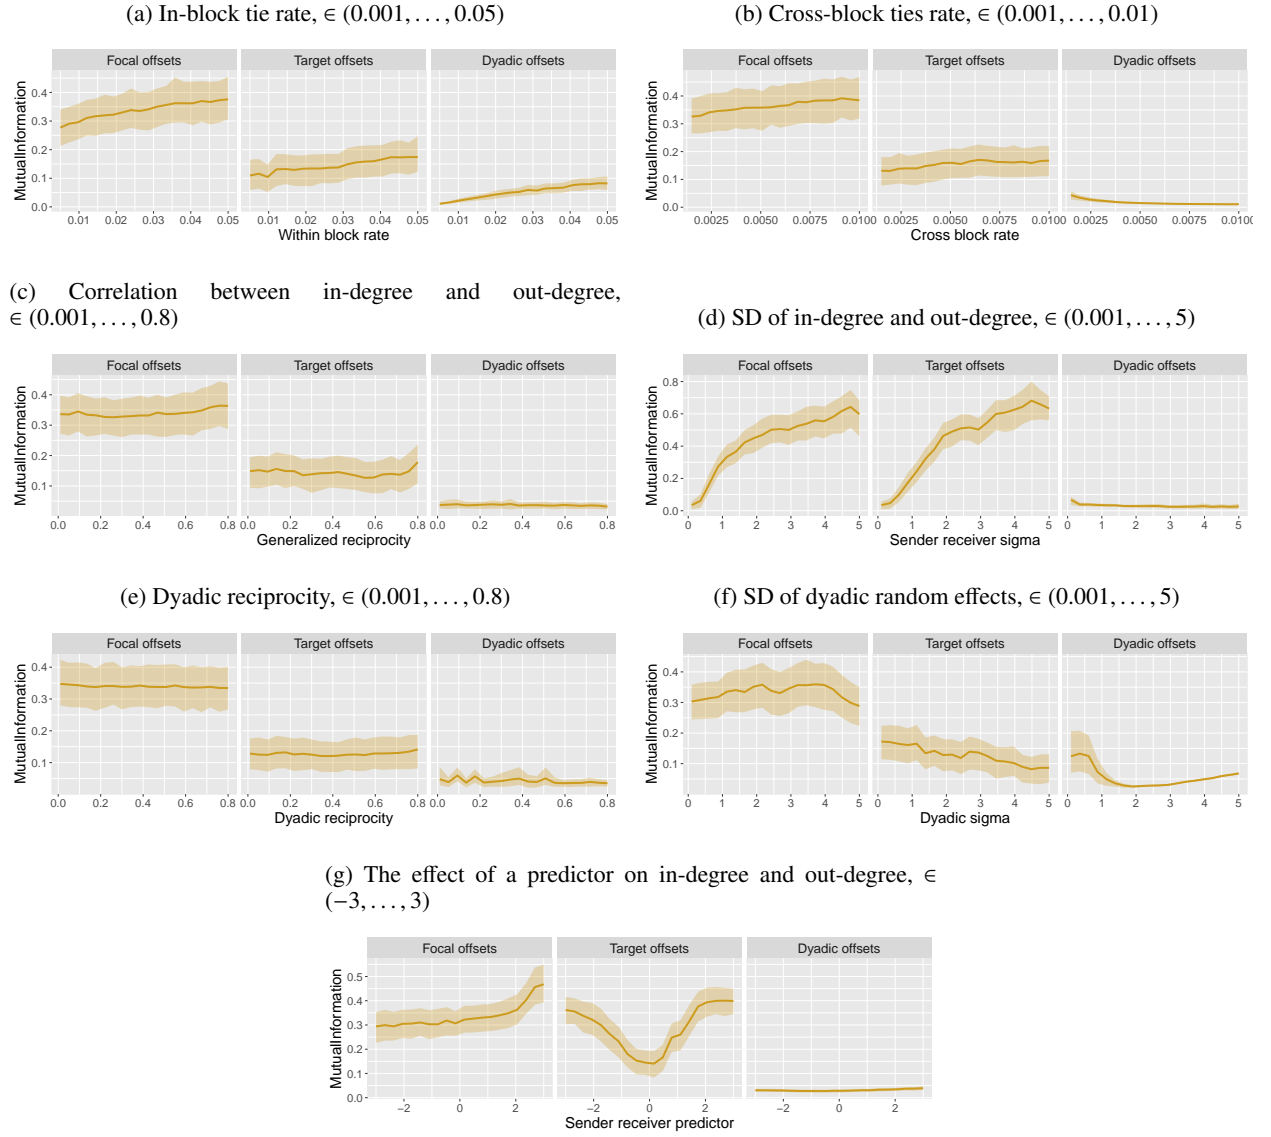 (a) In-block tie rate, ∈ (0.001, . . . , 0.05)
Focal offsets Target offsets Dyadic offsets
MutualInformation
0.4
0.3
0.2
0.1
0.0
0.01 0.02 0.03 0.04 0.05 0.01 0.02 0.03 0.04 0.05 0.01 0.02 0.03 0.04 0.05
Within block rate
(b) Cross-block ties rate, ∈ (0.001, . . . , 0.01)
Focal offsets Target offsets Dyadic offsets
MutualInformation
0.4
0.3
0.2
0.1
0.0
0.0025 0.0050 0.0075 0.0100 0.0025 0.0050 0.0075 0.0100 0.0025 0.0050 0.0075 0.0100
Cross block rate
(c) Correlation between in-degree and out-degree,
∈ (0.001, . . . , 0.8)
Focal offsets Target offsets Dyadic offsets
MutualInformation
0.4
0.3
0.2
0.1
0.0 0.2 0.4 0.6 0.8 0.0 0.2 0.4 0.6 0.8 0.0 0.2 0.4 0.6 0.8
Generalized reciprocity
(d) SD of in-degree and out-degree, ∈ (0.001, . . . , 5)
Focal offsets Target offsets Dyadic offsets
MutualInformation
0.8
0.6
0.4
0.2
0.0
0 1 2 3 4 5 0 1 2 3 4 5 0 1 2 3 4 5
Sender receiver sigma
(e) Dyadic reciprocity, ∈ (0.001, . . . , 0.8)
Focal offsets Target offsets Dyadic offsets
MutualInformation
0.4
0.3
0.2
0.1
0.0 0.2 0.4 0.6 0.8 0.0 0.2 0.4 0.6 0.8 0.0 0.2 0.4 0.6 0.8
Dyadic reciprocity
(f) SD of dyadic random effects, ∈ (0.001, . . . , 5)
Focal offsets Target offsets Dyadic offsets
MutualInformation
0.4
0.3
0.2
0.1
0 1 2 3 4 5 0 1 2 3 4 5 0 1 2 3 4 5
Dyadic sigma
(g) The effect of a predictor on in-degree and out-degree, ∈
(−3, . . . , 3)
Focal offsets Target offsets Dyadic offsets
MutualInformation
0.5
0.4
0.3
0.2
0.1
0.0
−2 0 2 −2 0 2 −2 0 2
Sender receiver predictor